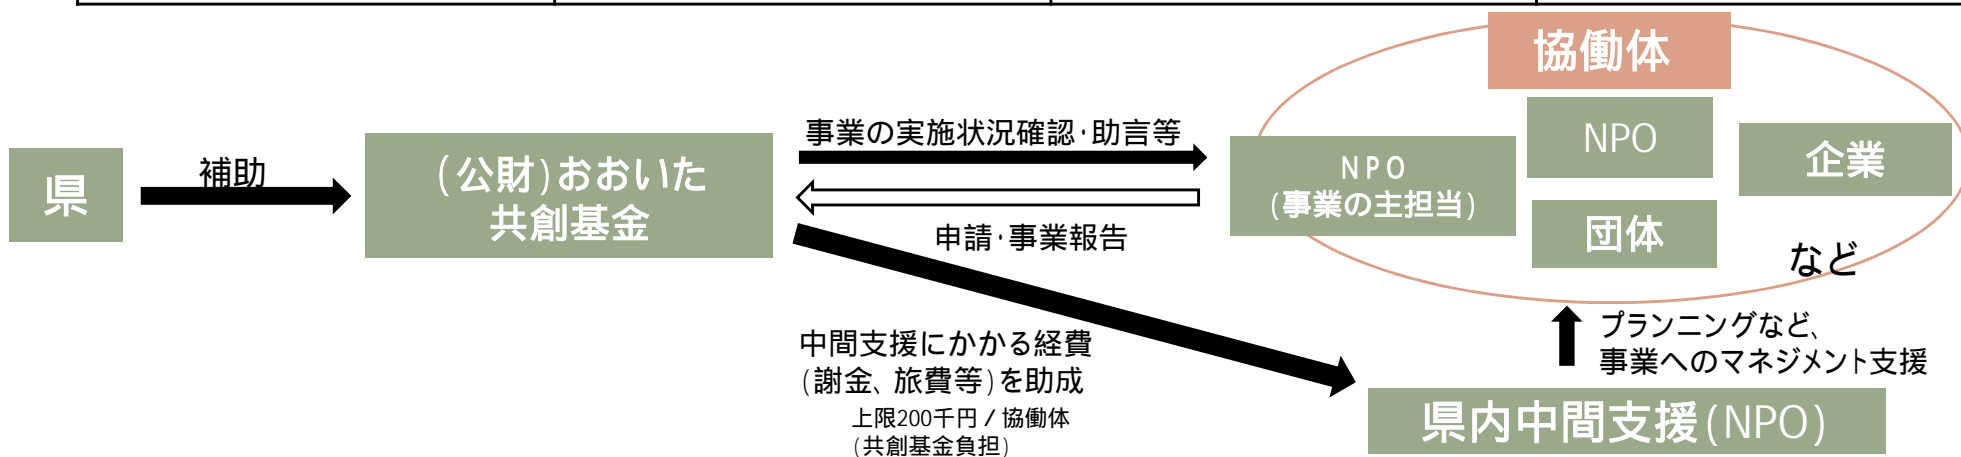 協働体
県
補助
(公財)おおいた
共創基金
事業の実施状況確認・助言等
申請・事業報告
NPO
(事業の主担当)
NPO
企業
団体
など
中間支援にかかる経費
(謝金、旅費等)を助成
上限200千円 / 協働体
(共創基金負担)
プランニングなど、
事業へのマネジメント支援
県内中間支援(NPO)